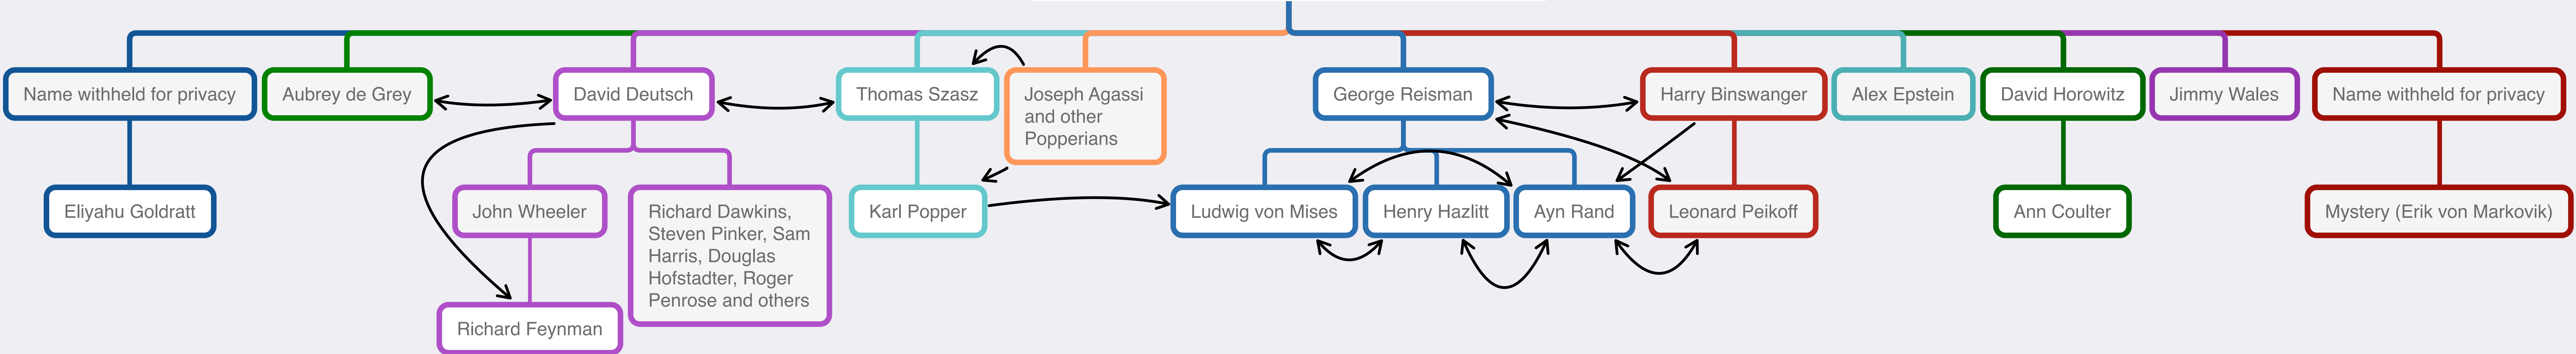 Name withheld for privacy
Aubrey de Grey
David Deutsch
Thomas Szasz
Joseph Agassi
and other
Popperians
George Reisman
Harry Binswanger
Alex Epstein
David Horowitz
Jimmy Wales
Name withheld for privacy
Eliyahu Goldratt
John Wheeler
Richard Dawkins,
Steven Pinker, Sam
Harris, Douglas
Hofstadter, Roger
Penrose and others
Karl Popper
Ludwig von Mises
Henry Hazlitt
Ayn Rand
Leonard Peikoff
Ann Coulter
Mystery (Erik von Markovik)
Richard Feynman